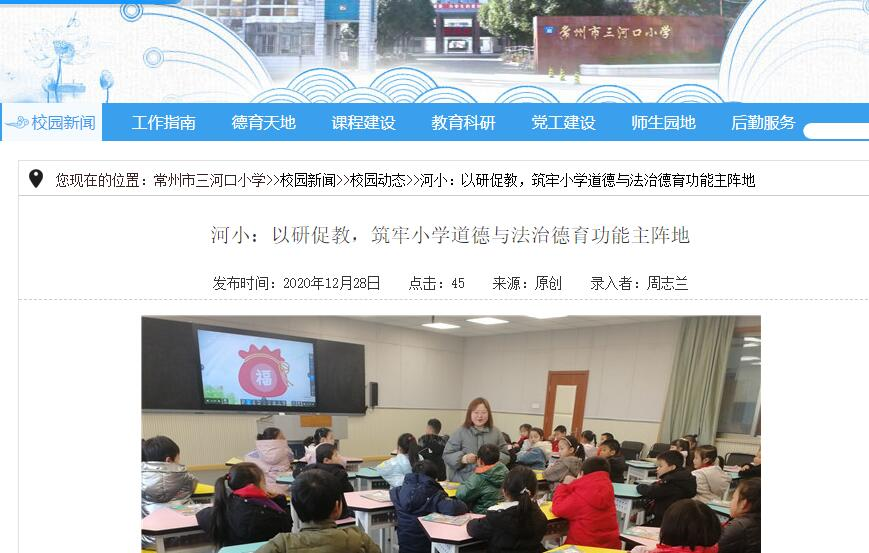 常州市三河口小学
校园新闻 工作指南 德育天地 课程建设 教育科研 党工建设 师生园地 后勤服务
您现在的位置：常州市三河口小学>>校园新闻>>校园动态>>河小：以研促教，筑牢小学道德与法治德育功能主阵地
河小：以研促教，筑牢小学道德与法治德育功能主阵地
发布时间：2020年12月28日 点击：45 来源：原创 录入者：周志兰
福